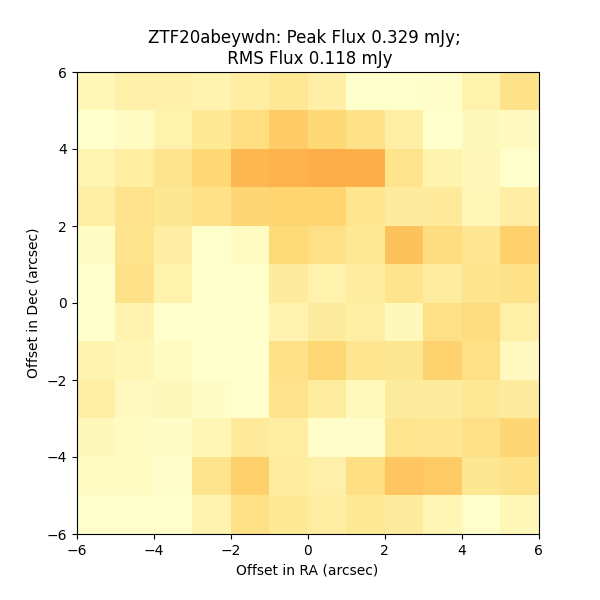 ZTF20abeywdn: Peak Flux 0.329 mJy;
RMS Flux 0.118 mJy
6
4
2
0
−2
−4
−6
Offset in Dec (arcsec)
−6 −4 −2 0 2 4 6
Offset in RA (arcsec)